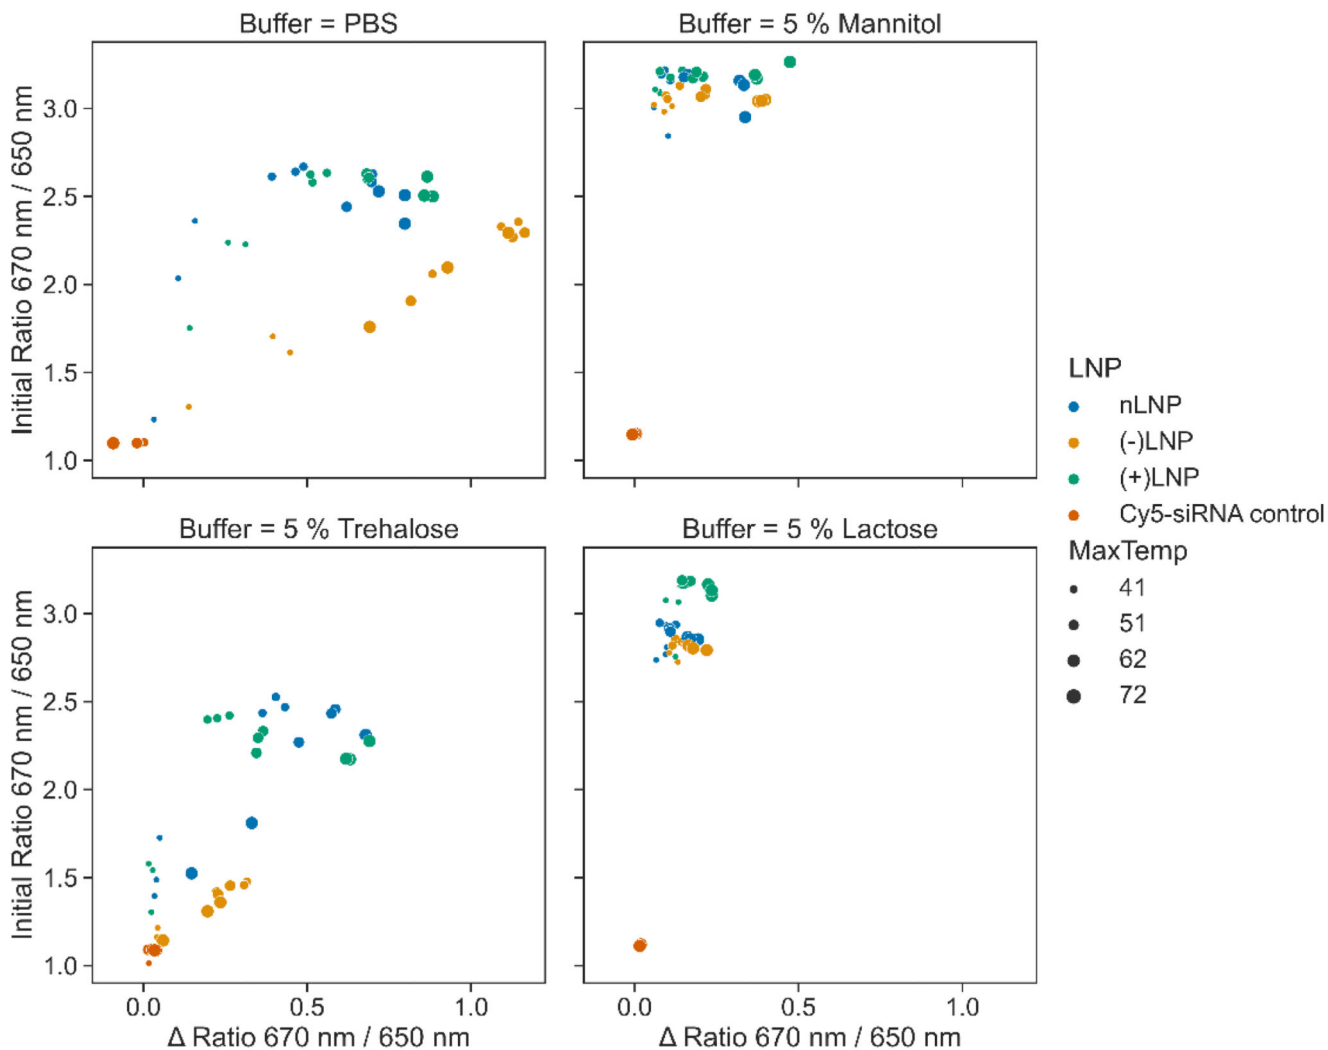 Buffer = PBS
Buffer = 5 % Mannitol
Initial Ratio 670 nm / 650 nm
3.0
2.5
2.0
1.5
1.0
Buffer = 5 % Trehalose
Buffer = 5 % Lactose
Initial Ratio 670 nm / 650 nm
3.0
2.5
2.0
1.5
1.0
0.0 0.5 1.0
0.0 0.5 1.0
Δ Ratio 670 nm / 650 nm
Δ Ratio 670 nm / 650 nm
LNP
nLNP
(-)LNP
(+)LNP
Cy5-siRNA control
MaxTemp
41
51
62
72